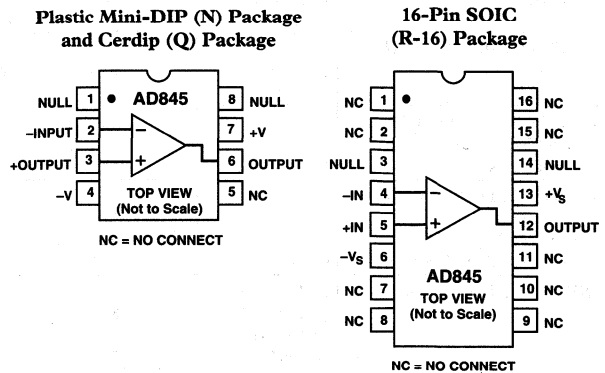 Plastic Mini-DIP (N) Package
and Cerdip (Q) Package
NULL 1 AD845 8 NULL
–INPUT 2 – 7 +V
+OUTPUT 3 + 6 OUTPUT
–V 4 TOP VIEW 5 NC
(Not to Scale)
NC = NO CONNECT
16-Pin SOIC
(R-16) Package
NC 1 16 NC
NC 2 15 NC
NULL 3 14 NULL
–IN 4 – 13 +VS
+IN 5 + 12 OUTPUT
–VS 6 11 NC
AD845
NC 7 TOP VIEW 10 NC
(Not to Scale)
NC 8 9 NC
NC = NO CONNECT